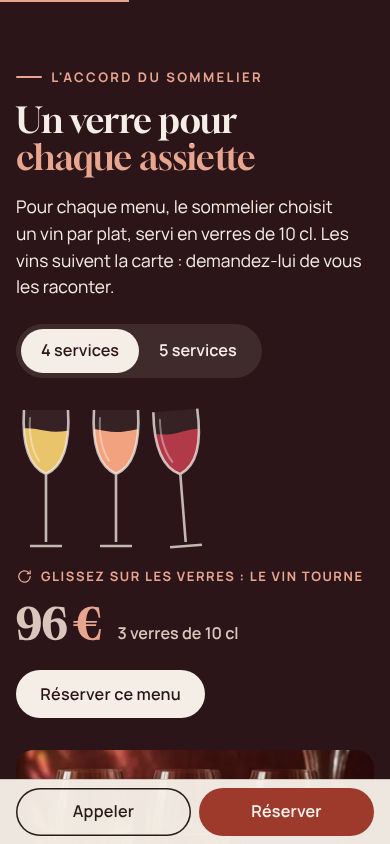 L'ACCORD DU SOMMELIER
Un verre pour
chaque assiette
Pour chaque menu, le sommelier choisit
un vin par plat, servi en verres de 10 cl. Les
vins suivent la carte : demandez-lui de vous
les raconter.
4 services
5 services
GLISSEZ SUR LES VERRES : LE VIN TOURNE
96 €
3 verres de 10 cl
Réserver ce menu
Appeler
Réserver